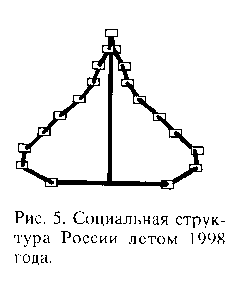 Рис. 5. Социальная струк-
тура России летом 1998
года.